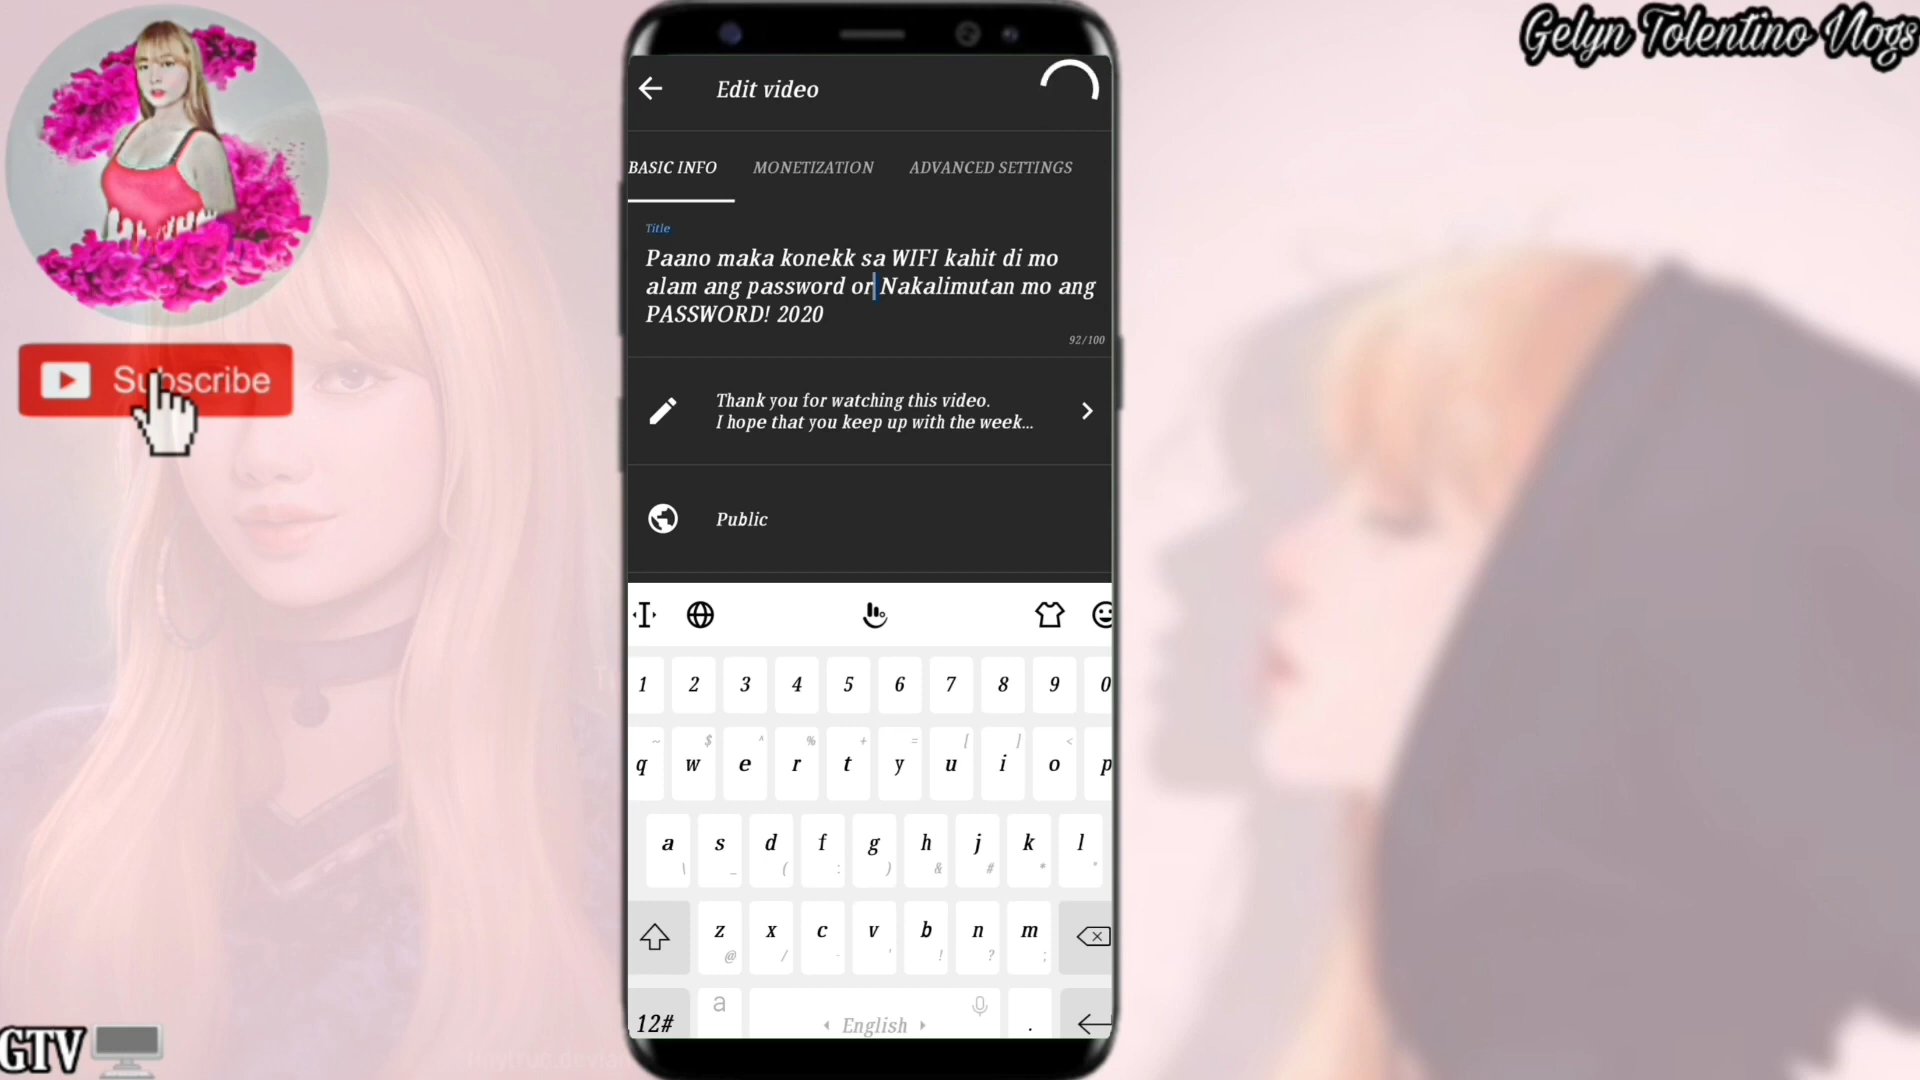 Gelyn Tolentino Vlogs
Subscribe
GTV
Edit video
BASIC INFO MONETIZATION ADVANCED SETTINGS
Title
Paano maka konekk sa WIFI kahit di mo
alam ang password or Nakalimutan mo ang
PASSWORD! 2020
92/100
Thank you for watching this video.
I hope that you keep up with the week...
Public
1 2 3 4 5 6 7 8 9 0
~ $ ^ % + = [ ] <
q w e r t y u i o p
a s d f g h j k l
\ _ ( : ) & # * "
z x c v b n m
@ / - ' ! ? ;
12# a English .